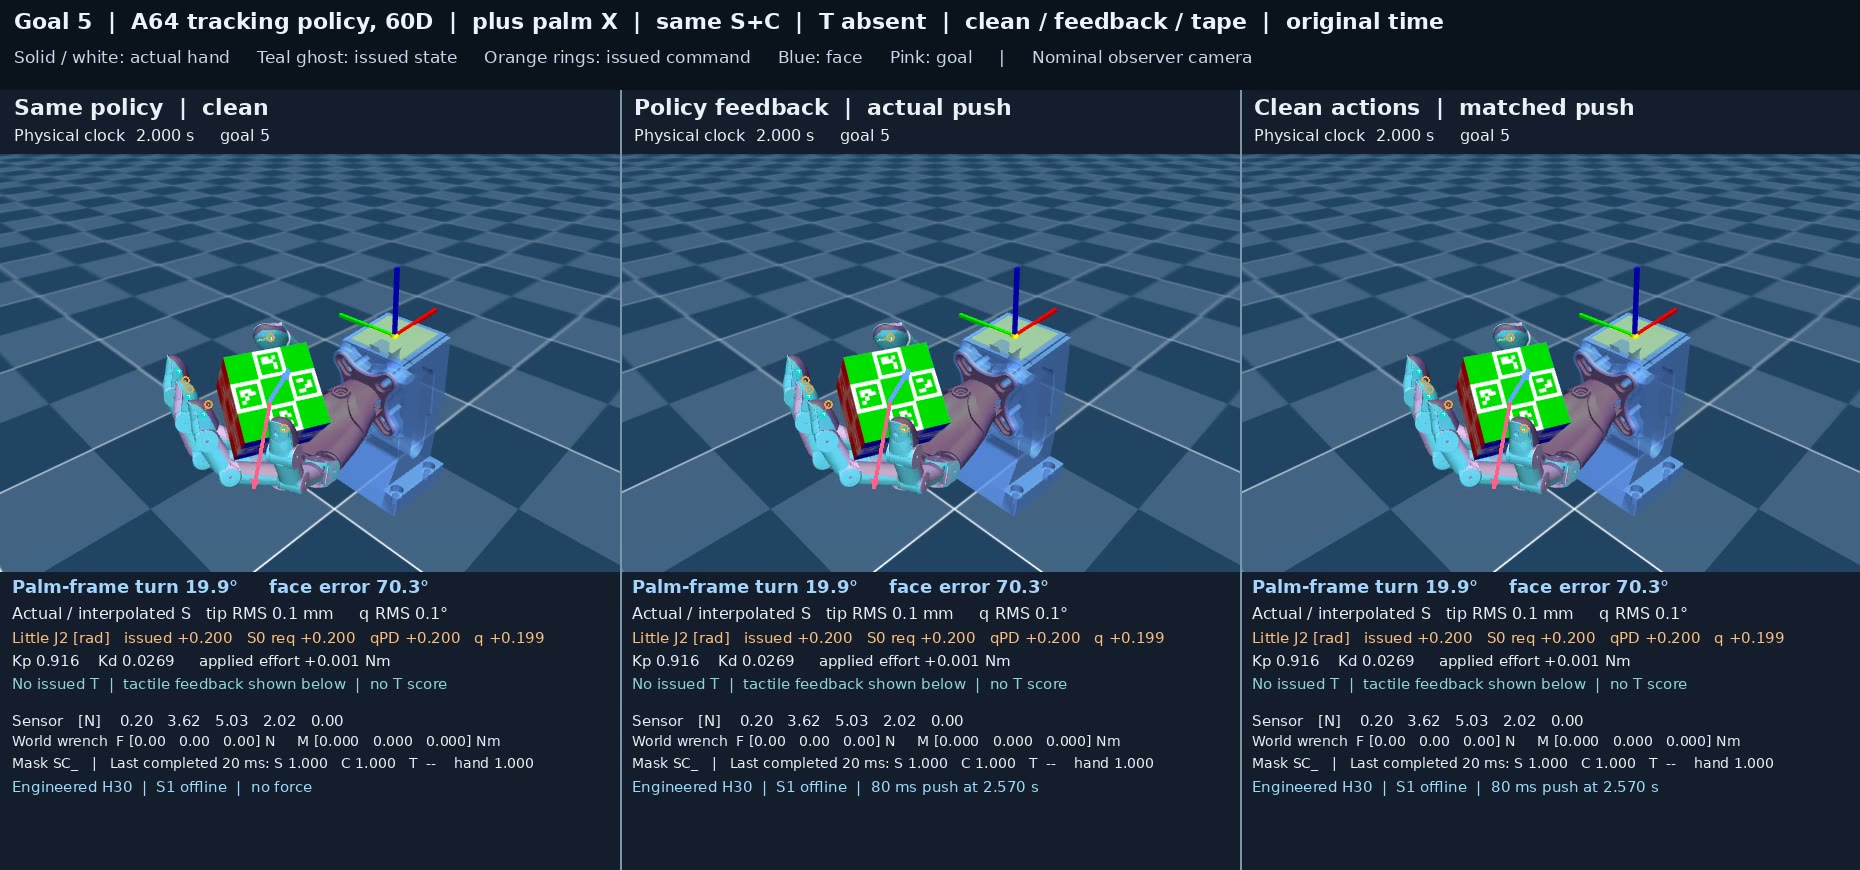 Goal 5 | A64 tracking policy, 60D | plus palm X | same S+C | T absent | clean / feedback / tape | original time
Solid / white: actual hand Teal ghost: issued state Orange rings: issued command Blue: face Pink: goal | Nominal observer camera
Same policy | clean
Physical clock 2.000 s goal 5
Palm-frame turn 19.9° face error 70.3°
Actual / interpolated S tip RMS 0.1 mm q RMS 0.1°
Little J2 [rad] issued +0.200 S0 req +0.200 qPD +0.200 q +0.199
Kp 0.916 Kd 0.0269 applied effort +0.001 Nm
No issued T | tactile feedback shown below | no T score
Sensor [N] 0.20 3.62 5.03 2.02 0.00
World wrench F [0.00 0.00 0.00] N M [0.000 0.000 0.000] Nm
Mask SC_ | Last completed 20 ms: S 1.000 C 1.000 T -- hand 1.000
Engineered H30 | S1 offline | no force
Policy feedback | actual push
Physical clock 2.000 s goal 5
Palm-frame turn 19.9° face error 70.3°
Actual / interpolated S tip RMS 0.1 mm q RMS 0.1°
Little J2 [rad] issued +0.200 S0 req +0.200 qPD +0.200 q +0.199
Kp 0.916 Kd 0.0269 applied effort +0.001 Nm
No issued T | tactile feedback shown below | no T score
Sensor [N] 0.20 3.62 5.03 2.02 0.00
World wrench F [0.00 0.00 0.00] N M [0.000 0.000 0.000] Nm
Mask SC_ | Last completed 20 ms: S 1.000 C 1.000 T -- hand 1.000
Engineered H30 | S1 offline | 80 ms push at 2.570 s
Clean actions | matched push
Physical clock 2.000 s goal 5
Palm-frame turn 19.9° face error 70.3°
Actual / interpolated S tip RMS 0.1 mm q RMS 0.1°
Little J2 [rad] issued +0.200 S0 req +0.200 qPD +0.200 q +0.199
Kp 0.916 Kd 0.0269 applied effort +0.001 Nm
No issued T | tactile feedback shown below | no T score
Sensor [N] 0.20 3.62 5.03 2.02 0.00
World wrench F [0.00 0.00 0.00] N M [0.000 0.000 0.000] Nm
Mask SC_ | Last completed 20 ms: S 1.000 C 1.000 T -- hand 1.000
Engineered H30 | S1 offline | 80 ms push at 2.570 s